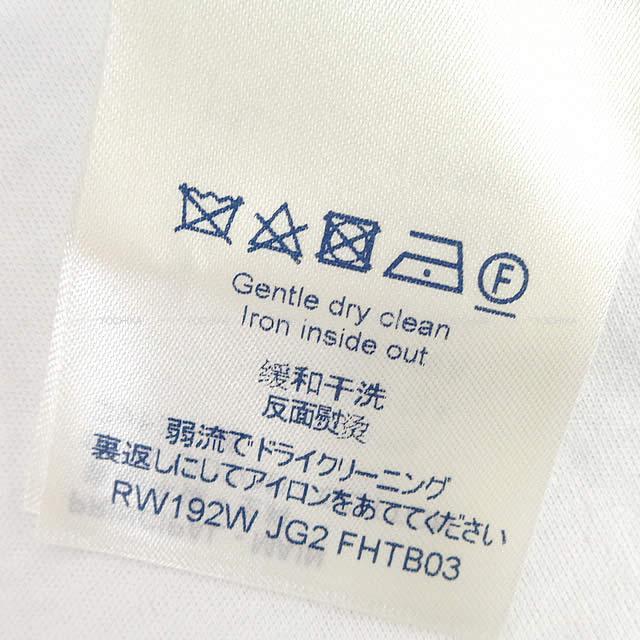 F
Gentle dry clean
Iron inside out
缓和干洗
反面熨烫
弱流でドライクリーニング
裏返しにしてアイロンをあててください
RW192W JG2 FHTB03